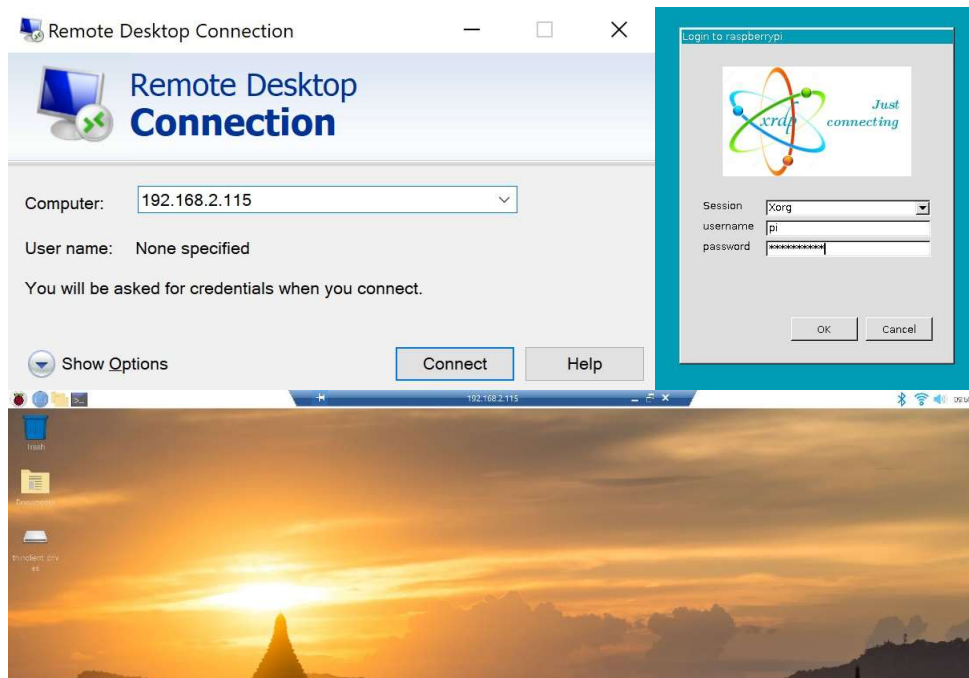 Remote Desktop Connection
Remote Desktop
Connection
Computer: 192.168.2.115
User name: None specified
You will be asked for credentials when you connect.
Show Options
Connect Help
Login to raspberrypi
xrdp
Just
connecting
Session Xorg
username pi
password ***********
OK Cancel
192.168.2.115
Trash
Documents
thinclient_driv
es